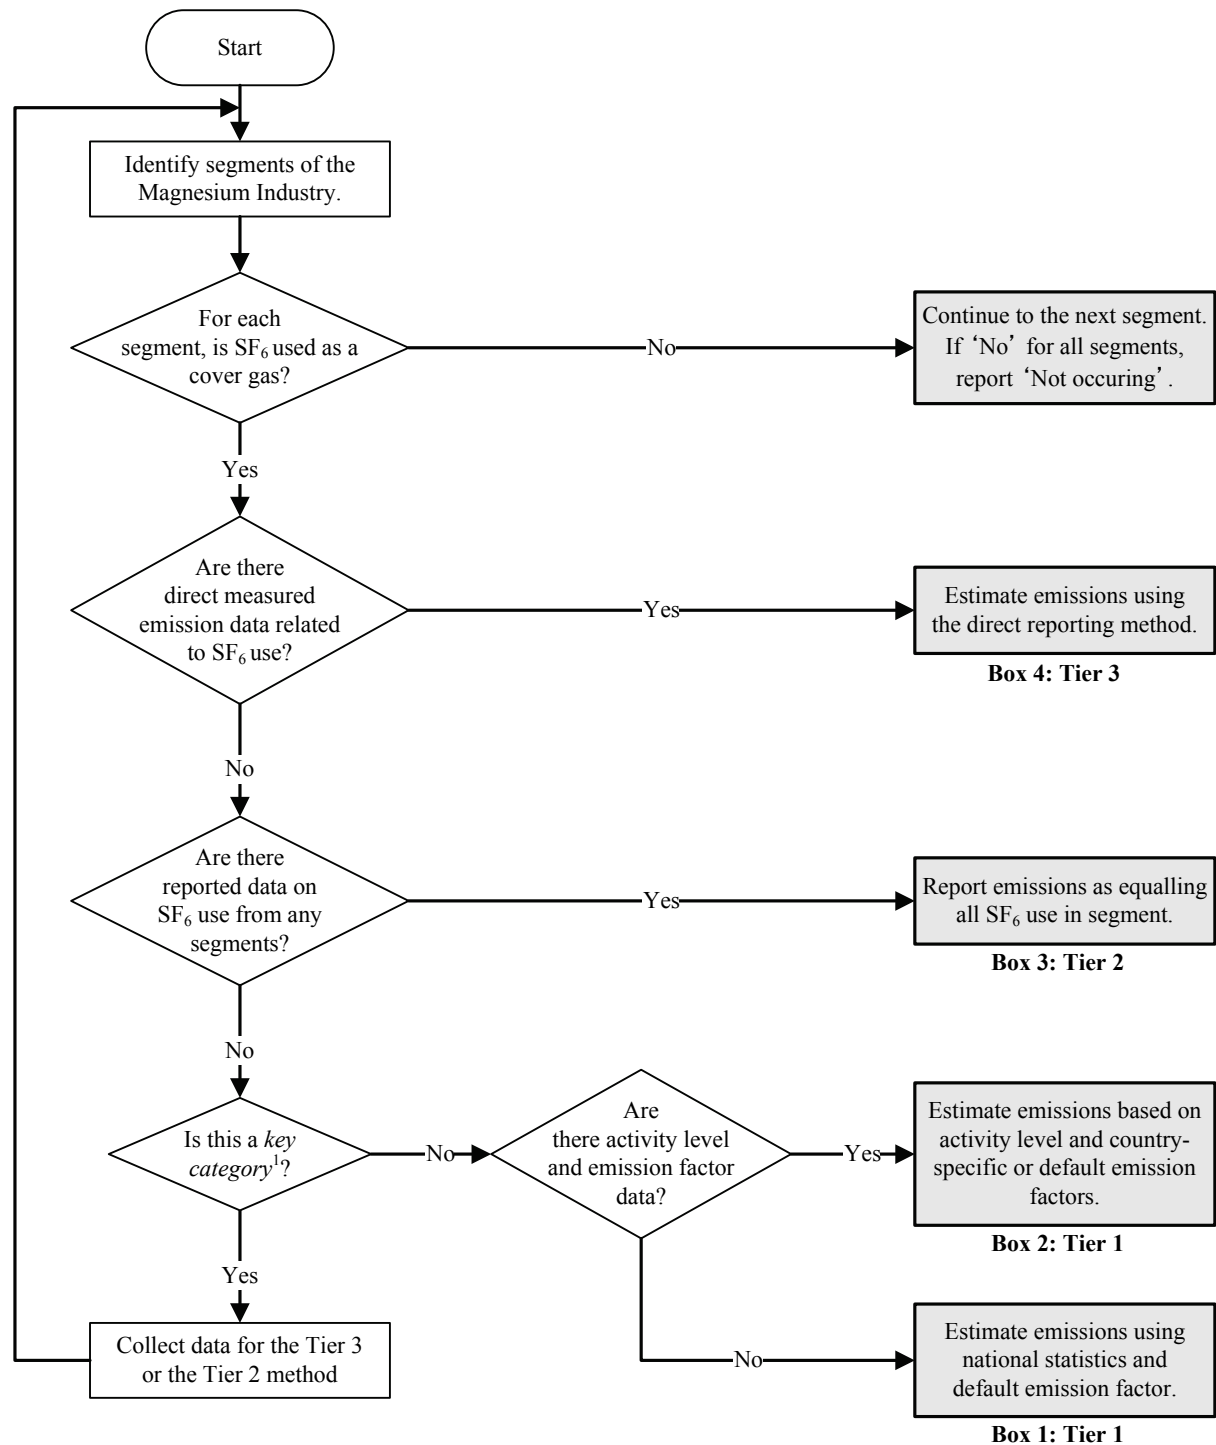 Start
Identify segments of the
Magnesium Industry.
For each
segment, is SF₆ used as a
cover gas?
No
Continue to the next segment.
If ‘No’ for all segments,
report ‘Not occuring’.
Yes
Are there
direct measured
emission data related
to SF₆ use?
Yes
Estimate emissions using
the direct reporting method.
Box 4: Tier 3
No
Are there
reported data on
SF₆ use from any
segments?
Yes
Report emissions as equalling
all SF₆ use in segment.
Box 3: Tier 2
No
Is this a key
category¹?
No
Are
there activity level
and emission factor
data?
Yes
Estimate emissions based on
activity level and country-
specific or default emission
factors.
Box 2: Tier 1
Yes
Collect data for the Tier 3
or the Tier 2 method
No
Estimate emissions using
national statistics and
default emission factor.
Box 1: Tier 1